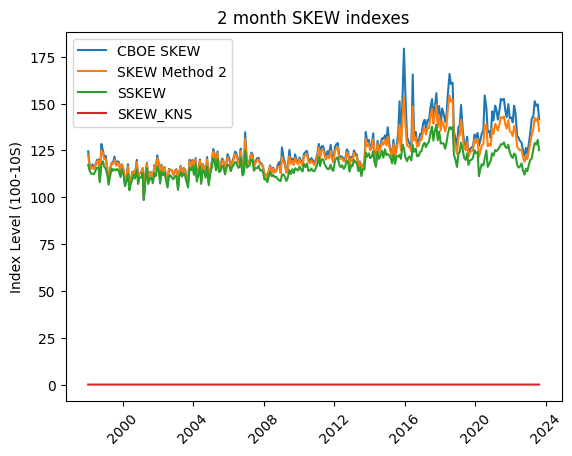 2 month SKEW indexes
CBOE SKEW
SKEW Method 2
SSKEW
SKEW_KNS
Index Level (100-10S)
175
150
125
100
75
50
25
0
2000
2004
2008
2012
2016
2020
2024